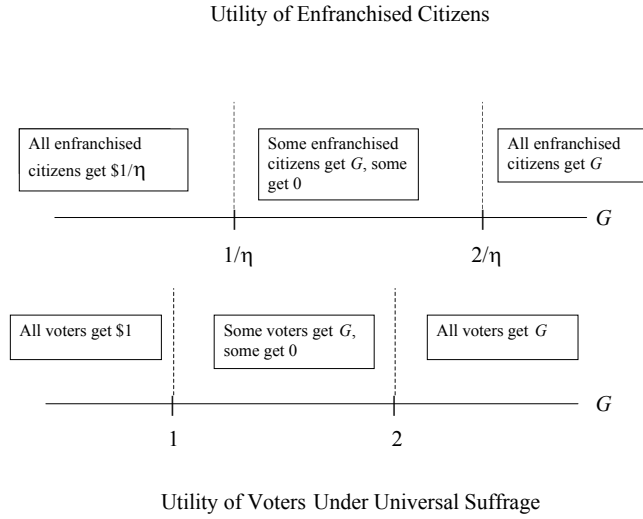 Utility of Enfranchised Citizens
All enfranchised
citizens get $1/η
Some enfranchised
citizens get G, some
get 0
All enfranchised
citizens get G
G
1/η
2/η
All voters get $1
Some voters get G,
some get 0
All voters get G
G
1
2
Utility of Voters Under Universal Suffrage